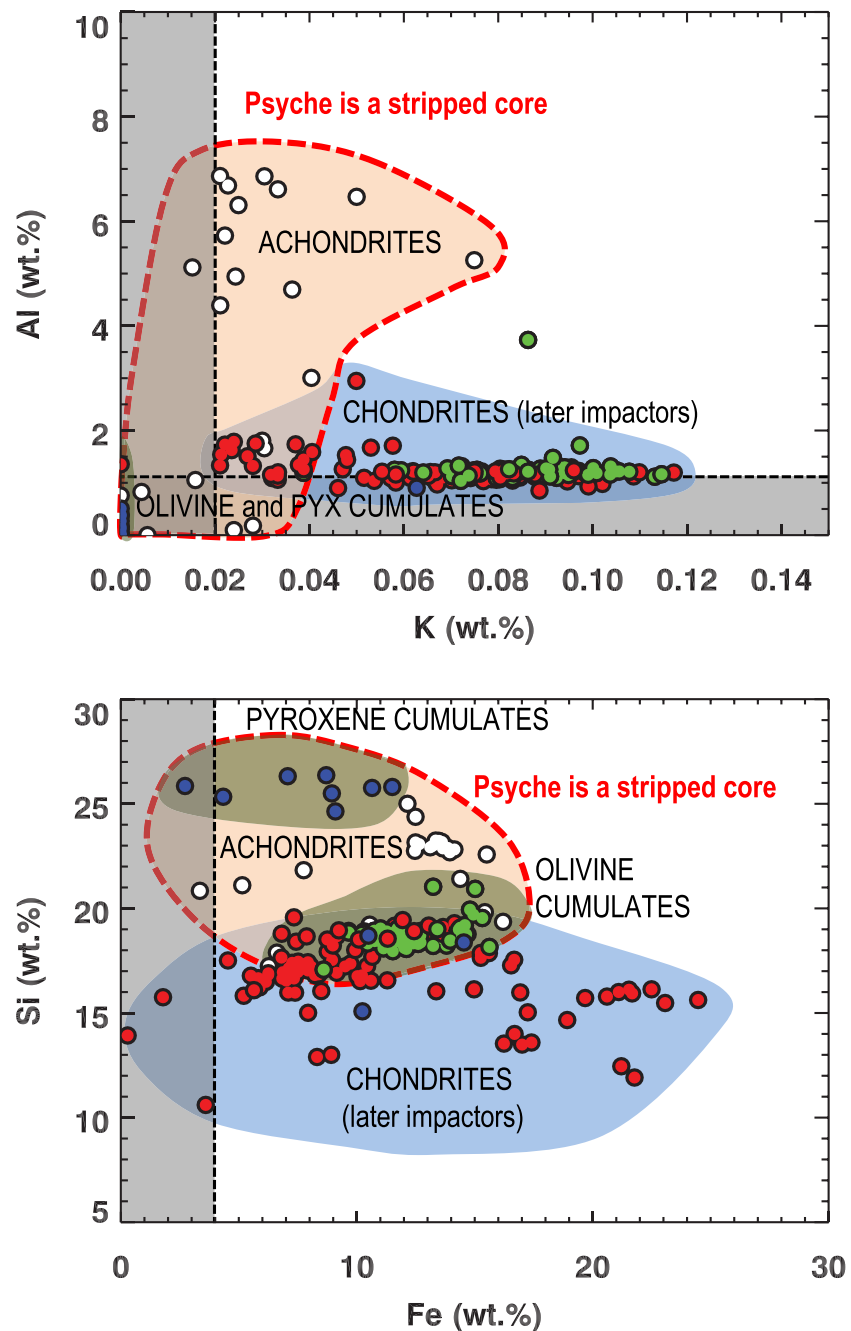 10
Psyche is a stripped core
8
6
ACHONDRITES
Al (wt.%)
4
CHONDRITES (later impactors)
2
OLIVINE and PYX CUMULATES
0
0.00 0.02 0.04 0.06 0.08 0.10 0.12 0.14
K (wt.%)
30
PYROXENE CUMULATES
Psyche is a stripped core
25
ACHONDRITES
OLIVINE
CUMULATES
20
Si (wt.%)
15
CHONDRITES
(later impactors)
10
5
0 10 20 30
Fe (wt.%)